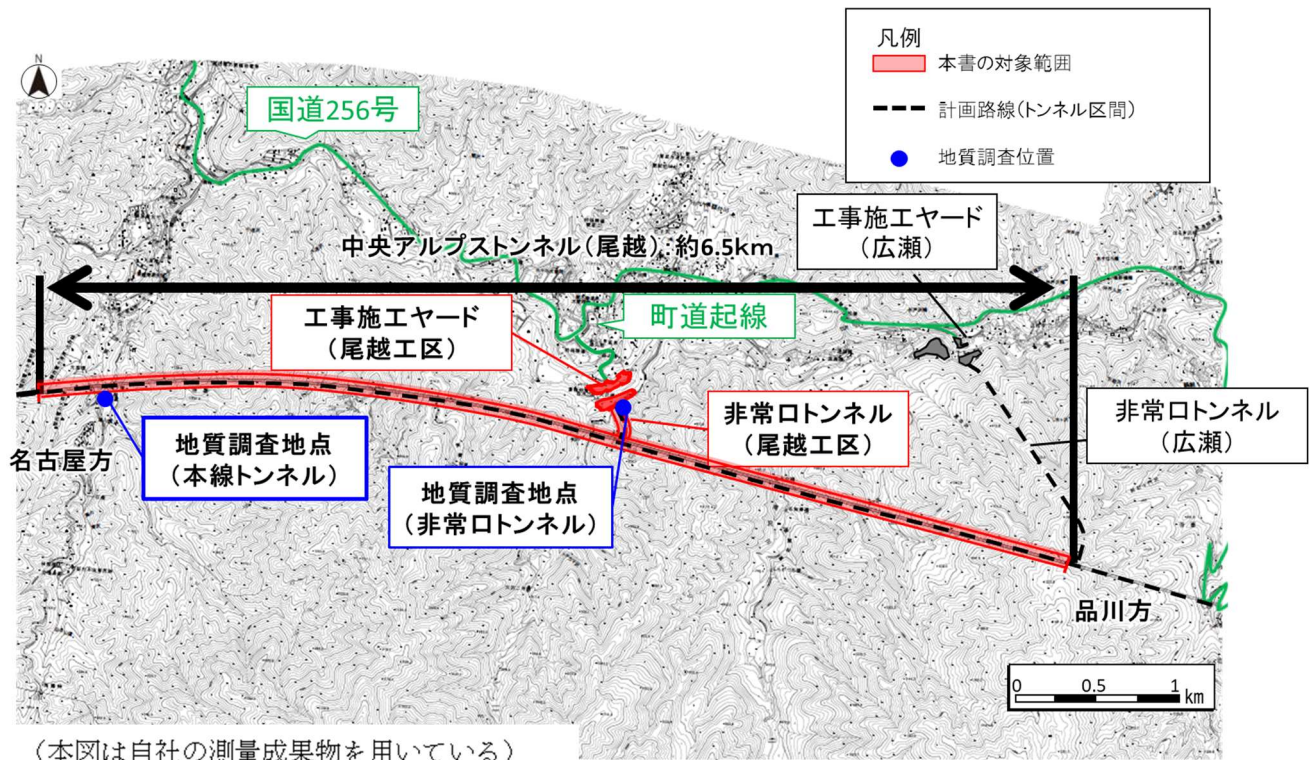 凡例
本書の対象範囲
計画路線(トンネル区間)
地質調査位置
N
国道256号
工事施工ヤード
(広瀬)
中央アルプストンネル(尾越):約6.5km
工事施工ヤード
(尾越工区)
町道起線
非常口トンネル
(尾越工区)
非常口トンネル
(広瀬)
名古屋方
地質調査地点
(本線トンネル)
地質調査地点
(非常口トンネル)
品川方
0 0.5 1 km
(本図は自社の測量成果物を用いている)